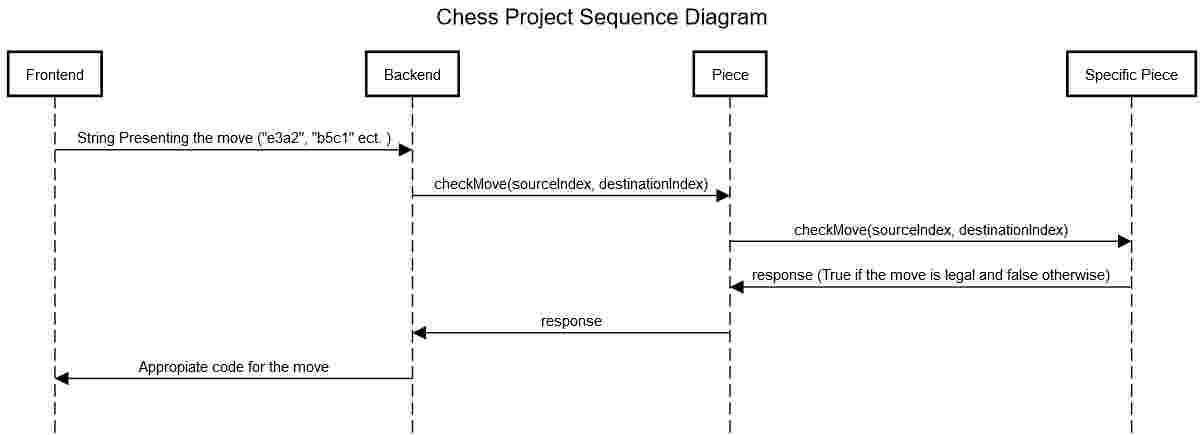 Chess Project Sequence Diagram
Frontend
Backend
Piece
Specific Piece
String Presenting the move ("e3a2", "b5c1" ect. )
checkMove(sourceIndex, destinationIndex)
checkMove(sourceIndex, destinationIndex)
response (True if the move is legal and false otherwise)
response
Appropiate code for the move